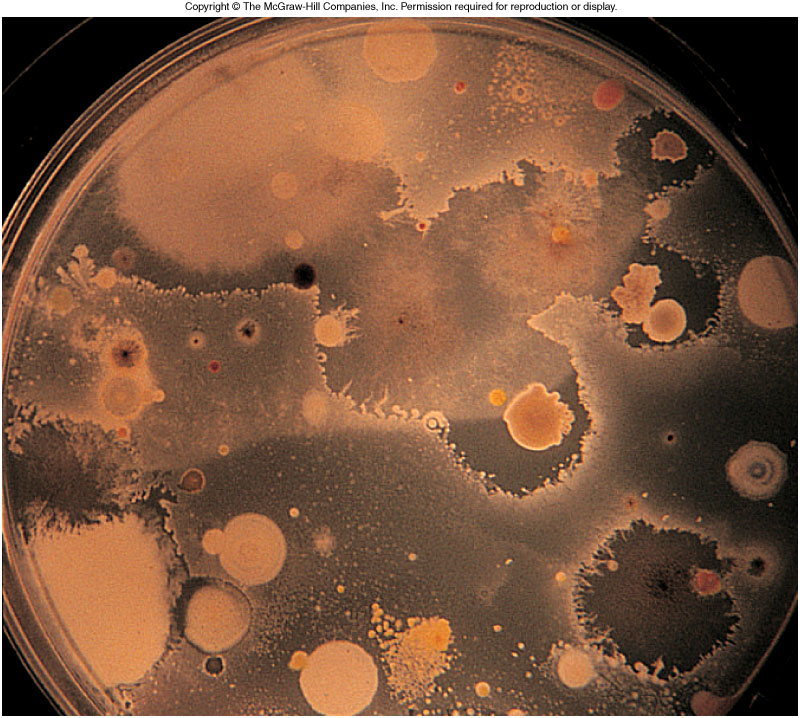 Copyright © The McGraw-Hill Companies, Inc. Permission required for reproduction or display.